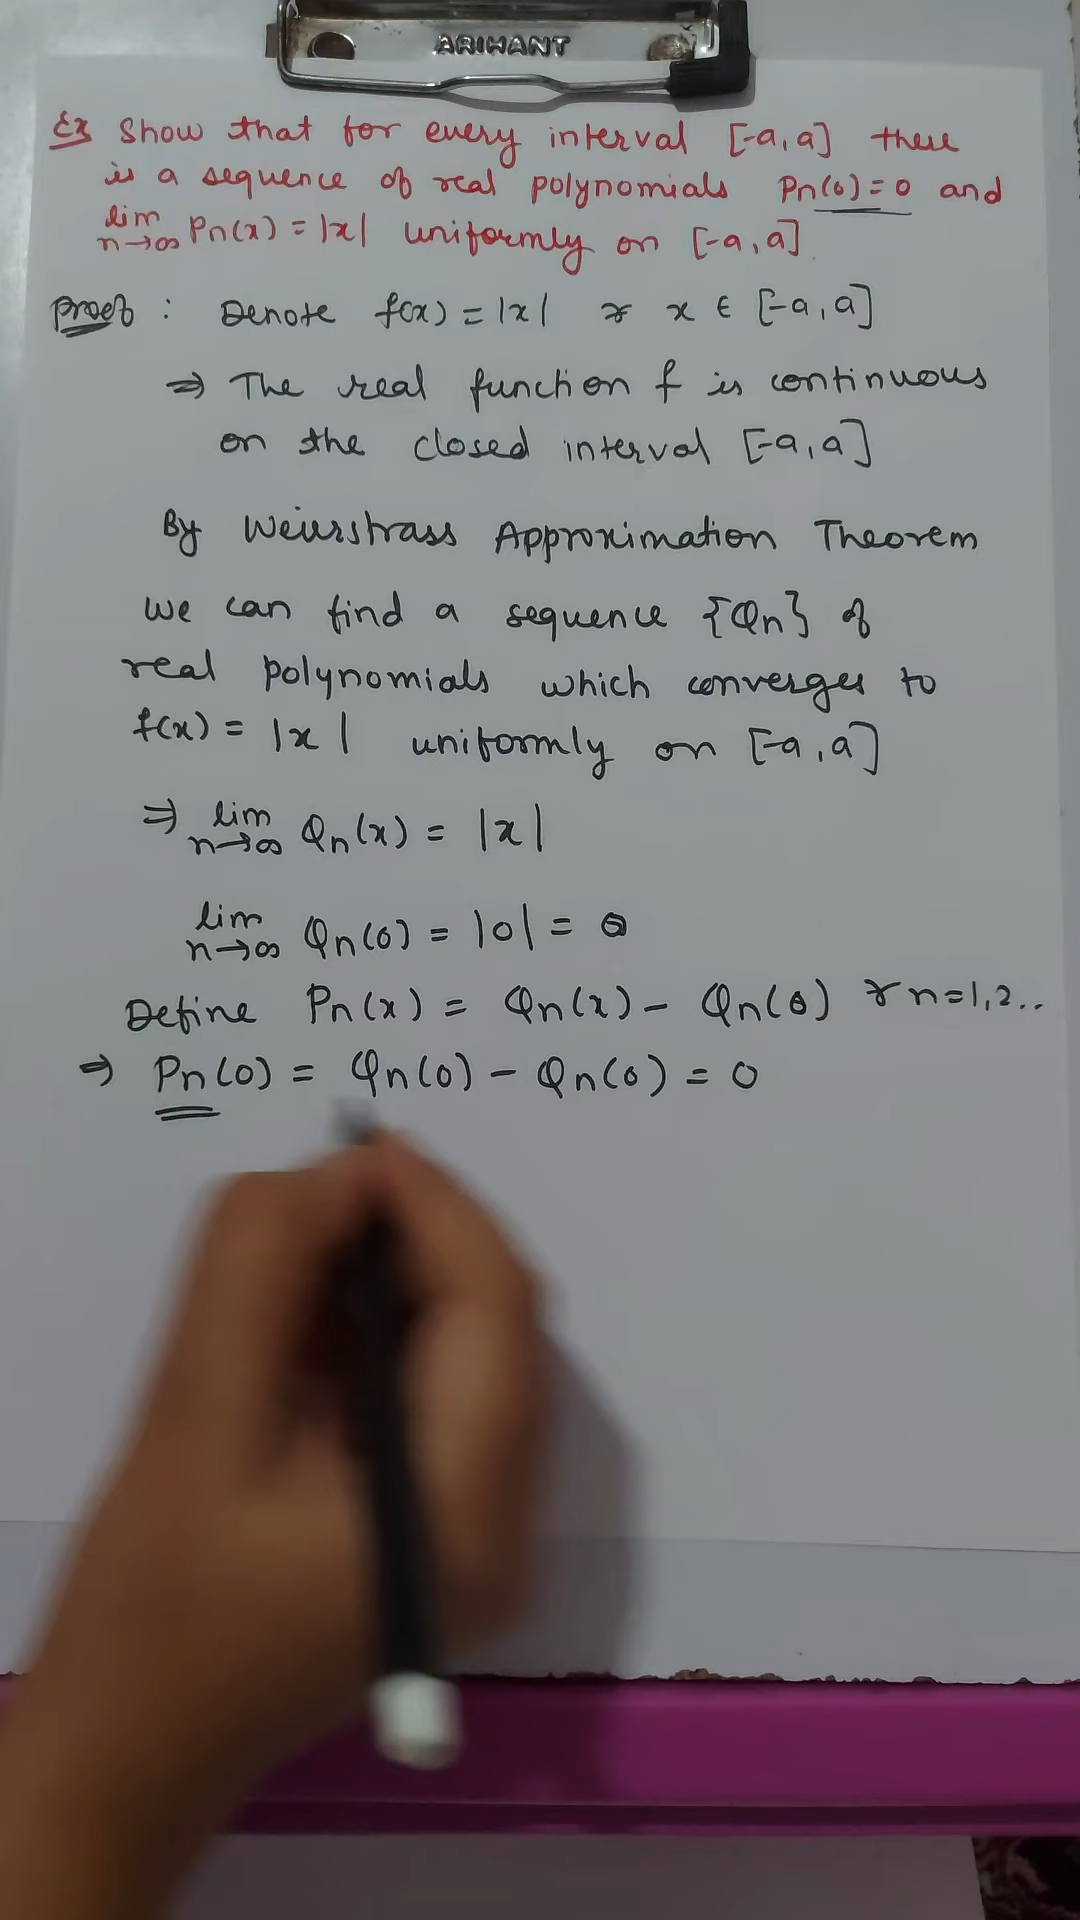 ARIHANT
Ex Show that for every interval [-a,a] there
is a sequence of real polynomials Pn(0)=0 and
lim n→∞ Pn(x)=|x| uniformly on [-a,a]
Proof : Denote f(x)=|x| ∀ x ∈ [-a,a]
⇒ The real function f is continuous
on the closed interval [-a,a]
By Weierstrass Approximation Theorem
we can find a sequence {Qn} of
real polynomials which converges to
f(x) = |x| uniformly on [-a,a]
⇒ lim n→∞ Qn(x) = |x|
lim n→∞ Qn(0) = |0| = 0
Define Pn(x) = Qn(x) - Qn(0) ∀ n=1,2..
⇒ Pn(0) = Qn(0) - Qn(0) = 0